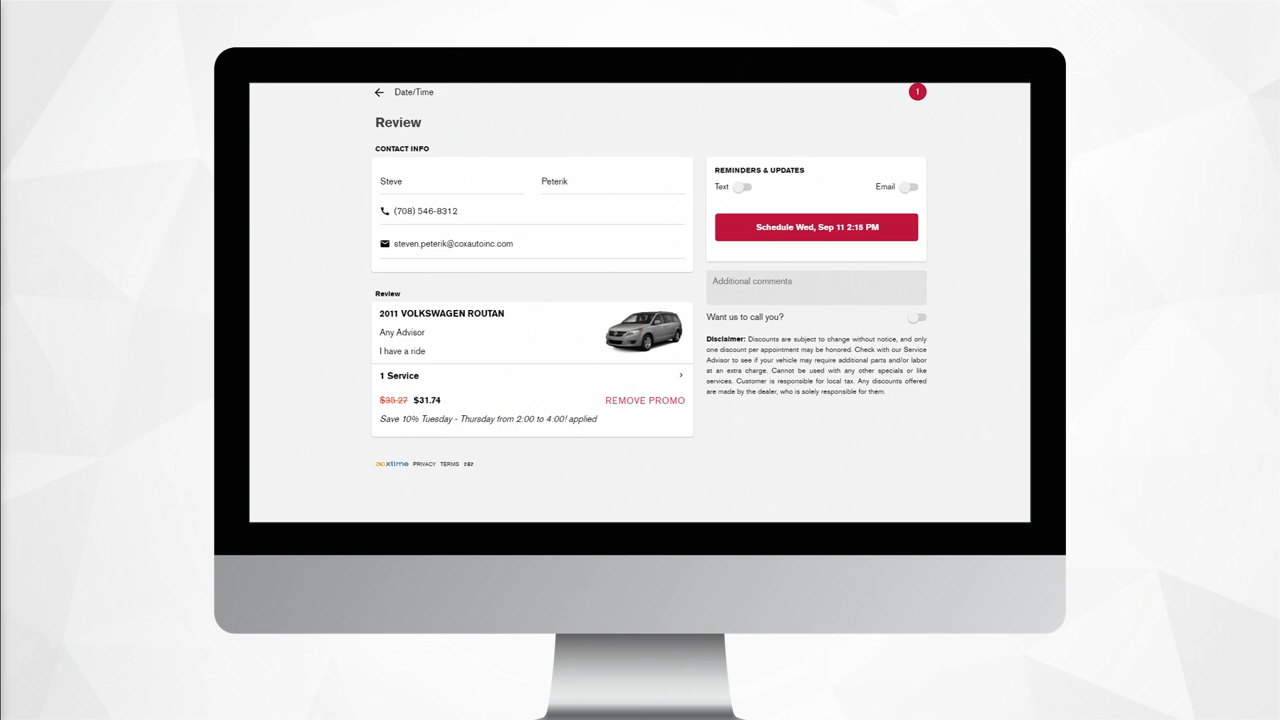 Date/Time
1
Review
CONTACT INFO
Steve
Peterik
(708) 546-8312
steven.peterik@coxautoinc.com
REMINDERS & UPDATES
Text
Email
Schedule Wed, Sep 11 2:15 PM
Additional comments
Want us to call you?
Disclaimer: Discounts are subject to change without notice, and only
one discount per appointment may be honored. Check with our Service
Advisor to see if your vehicle may require additional parts and/or labor
at an extra charge. Cannot be used with any other specials or like
services. Customer is responsible for local tax. Any discounts offered
are made by the dealer, who is solely responsible for them.
Review
2011 VOLKSWAGEN ROUTAN
Any Advisor
I have a ride
1 Service
$35.27 $31.74
REMOVE PROMO
Save 10% Tuesday - Thursday from 2:00 to 4:00! applied
xtime PRIVACY TERMS